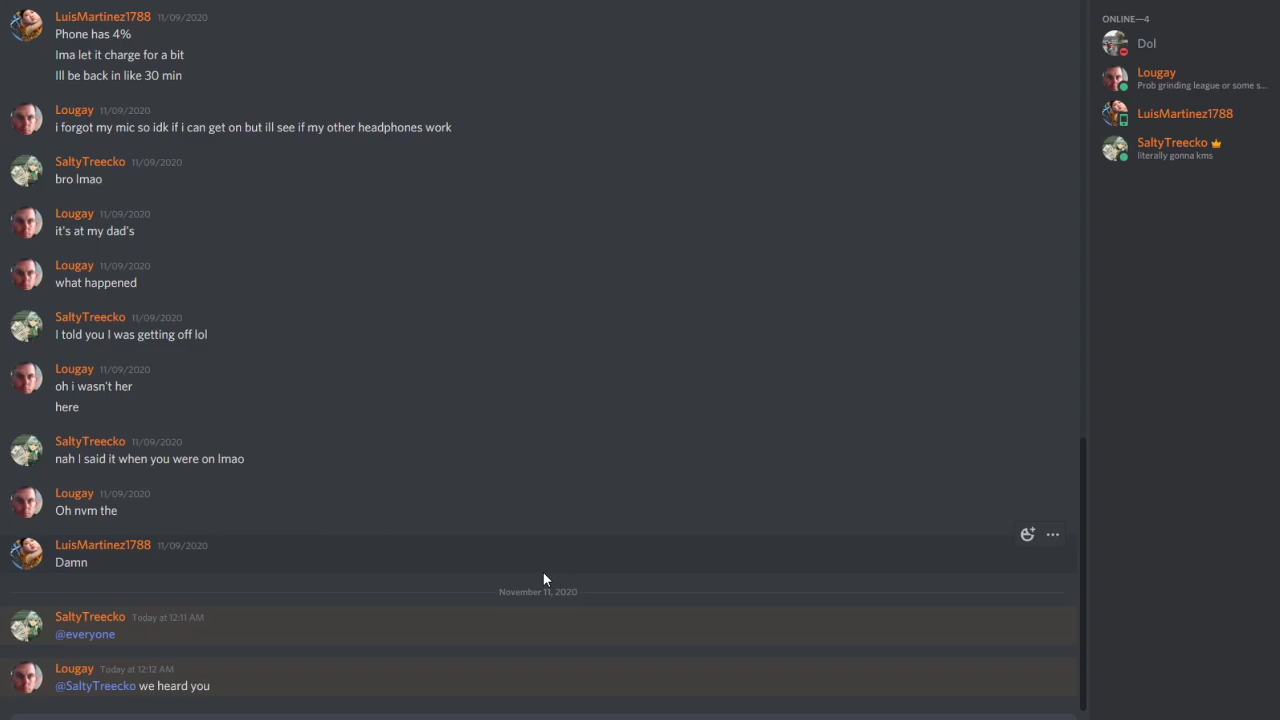 LuisMartinez1788 11/09/2020
Phone has 4%
Ima let it charge for a bit
Ill be back in like 30 min
Lougay 11/09/2020
i forgot my mic so idk if i can get on but ill see if my other headphones work
SaltyTreecko 11/09/2020
bro lmao
Lougay 11/09/2020
it's at my dad's
Lougay 11/09/2020
what happened
SaltyTreecko 11/09/2020
I told you I was getting off lol
Lougay 11/09/2020
oh i wasn't her
here
SaltyTreecko 11/09/2020
nah I said it when you were on lmao
Lougay 11/09/2020
Oh nvm the
LuisMartinez1788 11/09/2020
Damn
November 11, 2020
SaltyTreecko Today at 12:11 AM
@everyone
Lougay Today at 12:12 AM
@SaltyTreecko we heard you
ONLINE—4
Dol
Lougay
Prob grinding league or some s...
LuisMartinez1788
SaltyTreecko
literally gonna kms